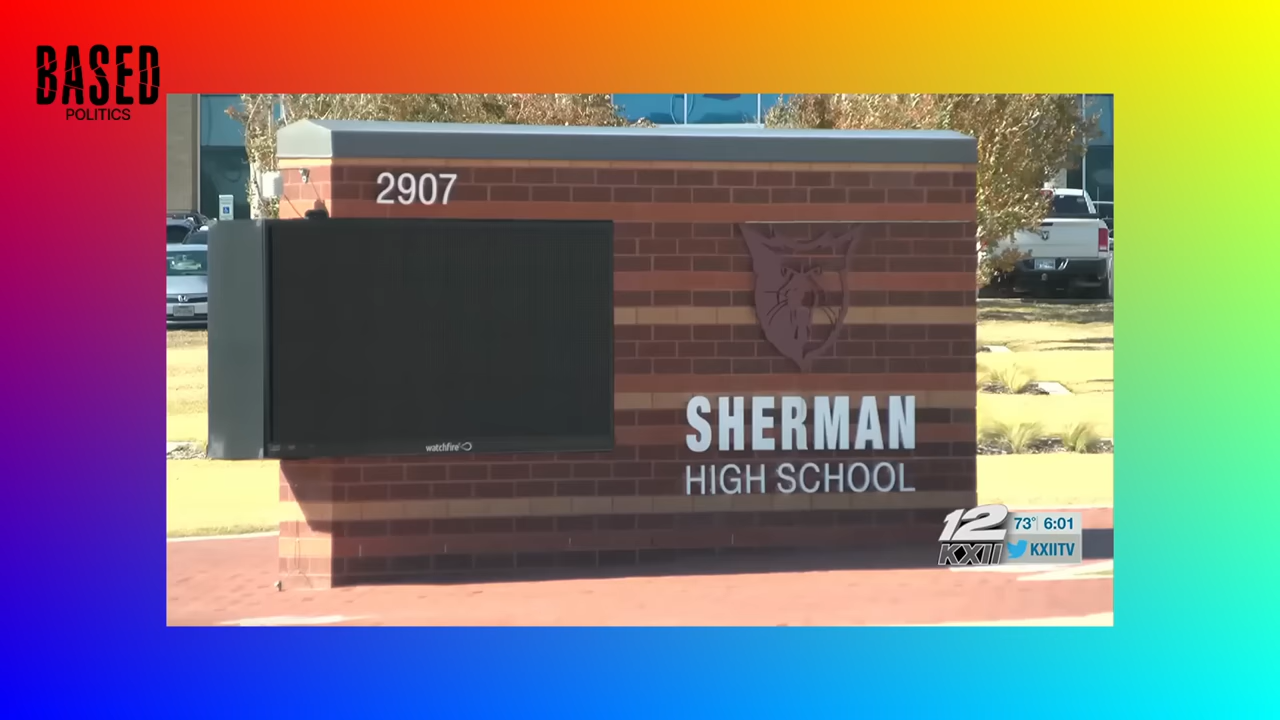 BASED
POLITICS
2907
watchfire
SHERMAN
HIGH SCHOOL
12
KXII
73° 6:01
KXIITV